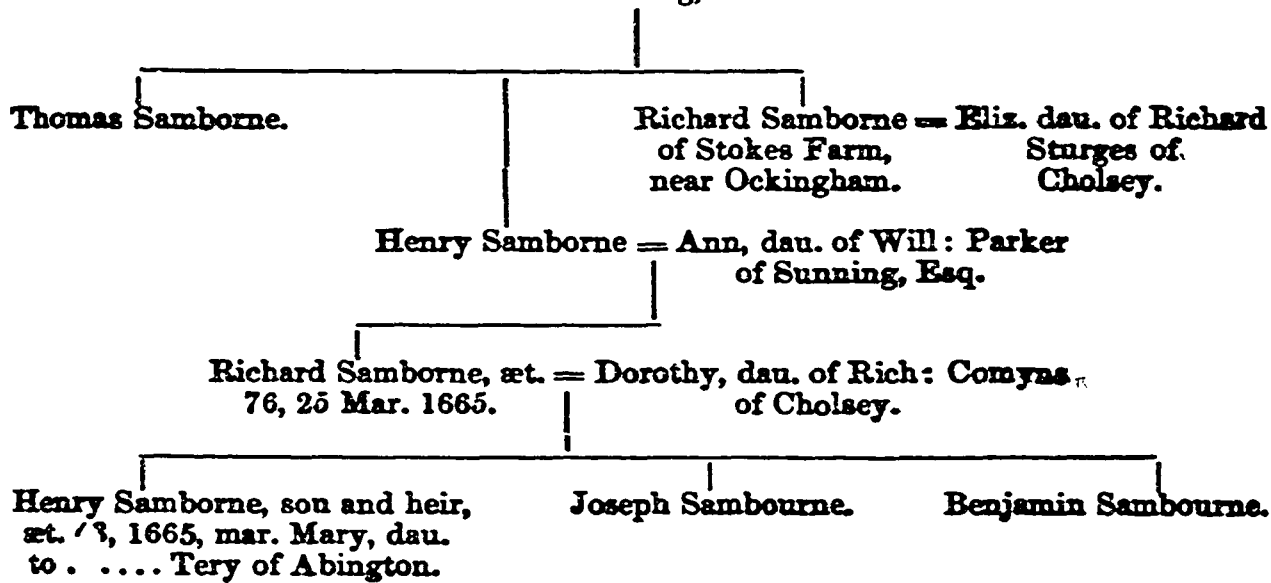 Thomas Samborne.
Richard Samborne = Eliz. dau. of Richard
of Stokes Farm, Sturges of
near Ockingham. Cholsey.
Henry Samborne = Ann, dau. of Will: Parker
of Sunning, Esq.
Richard Samborne, æt. = Dorothy, dau. of Rich: Comyns
76, 25 Mar. 1665. of Cholsey.
Henry Samborne, son and heir,
æt. 1665, mar. Mary, dau.
to . .... Tery of Abington.
Joseph Sambourne.
Benjamin Sambourne.